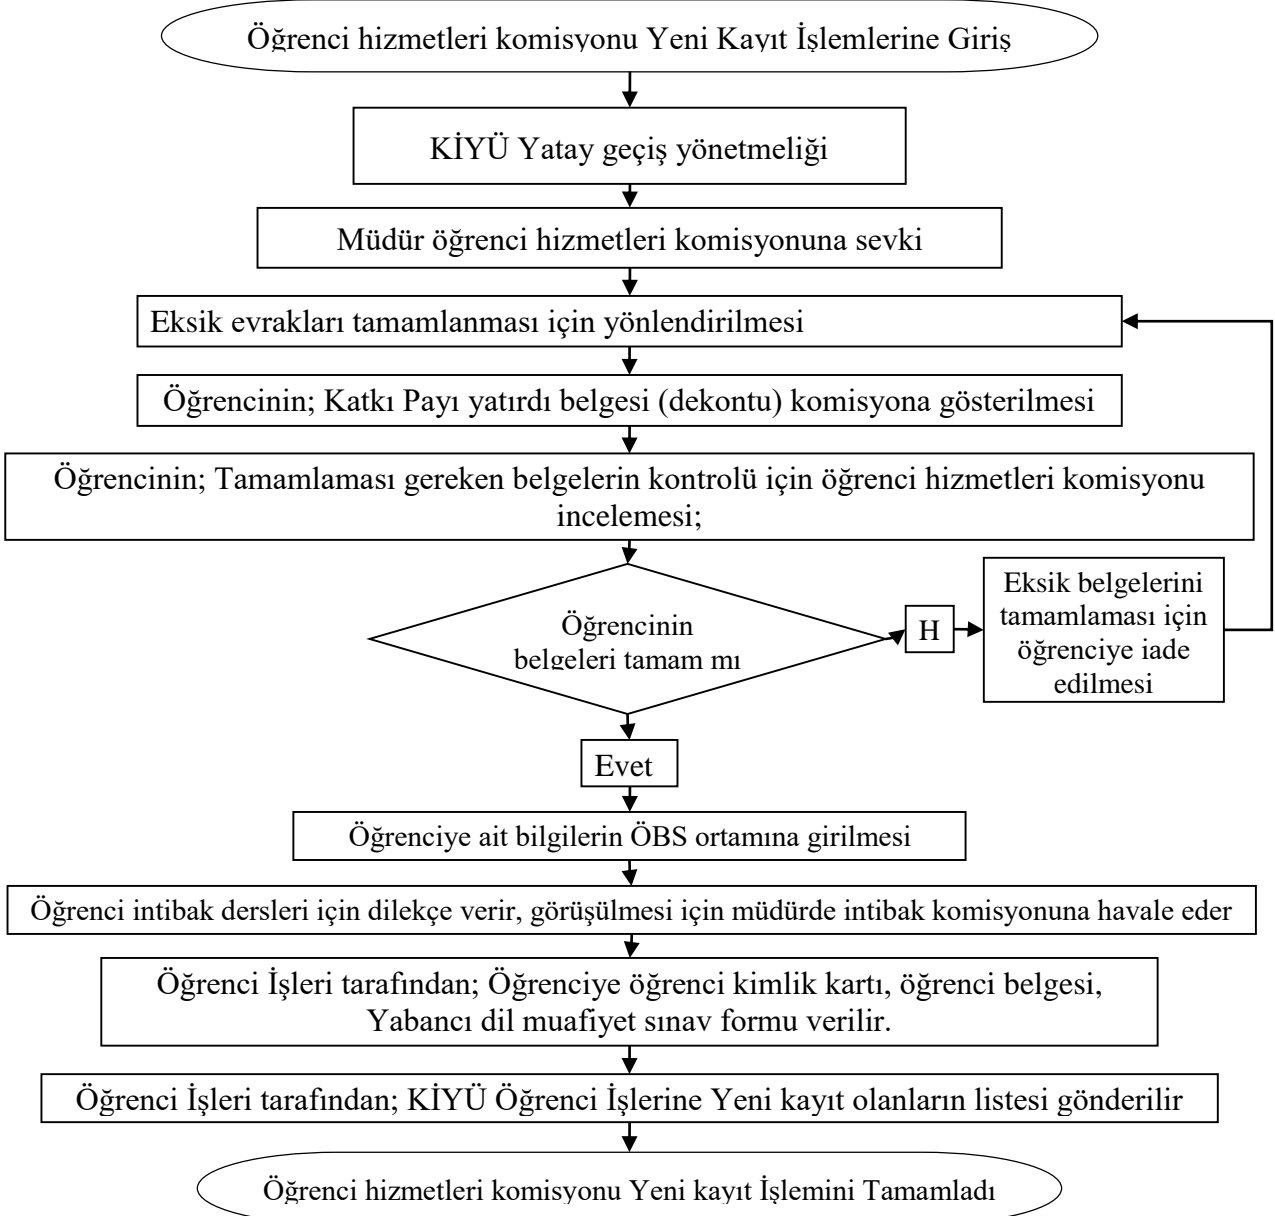 Öğrenci hizmetleri komisyonu Yeni Kayıt İşlemlerine Giriş
KİYÜ Yatay geçiş yönetmeliği
Müdür öğrenci hizmetleri komisyonuna sevki
Eksik evrakları tamamlanması için yönlendirilmesi
Öğrencinin; Katkı Payı yatırdı belgesi (dekontu) komisyona gösterilmesi
Öğrencinin; Tamamlaması gereken belgelerin kontrolü için öğrenci hizmetleri komisyonu
incelemesi;
Öğrencinin
belgeleri tamam mı
H
Eksik belgelerini
tamamlaması için
öğrenciye iade
edilmesi
Evet
Öğrenciye ait bilgilerin ÖBS ortamına girilmesi
Öğrenci intibak dersleri için dilekçe verir, görüşülmesi için müdürde intibak komisyonuna havale eder
Öğrenci İşleri tarafından; Öğrenciye öğrenci kimlik kartı, öğrenci belgesi,
Yabancı dil muafiyet sınav formu verilir.
Öğrenci İşleri tarafından; KİYÜ Öğrenci İşlerine Yeni kayıt olanların listesi gönderilir
Öğrenci hizmetleri komisyonu Yeni kayıt İşlemini Tamamladı